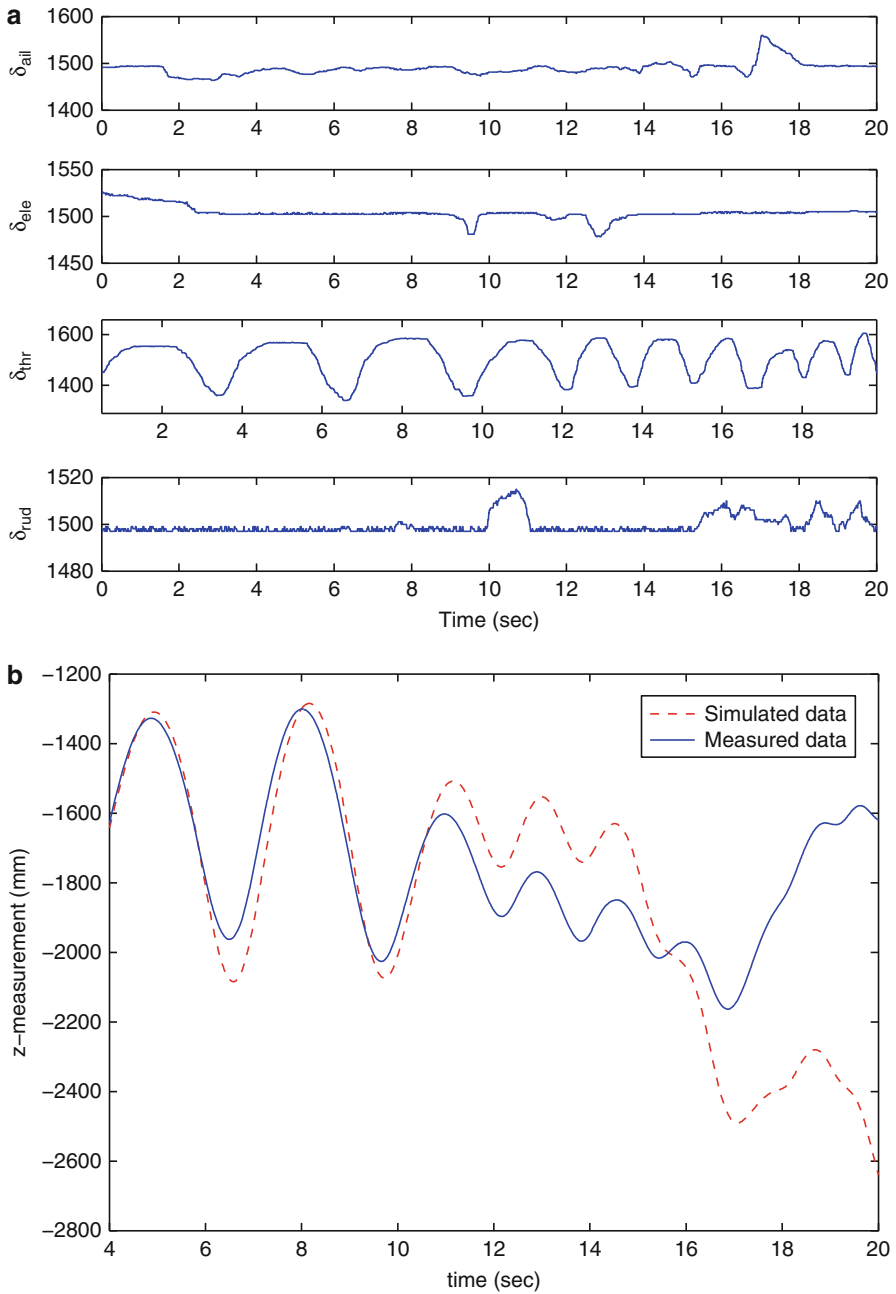 a
1600
1500
1400
δail
0 2 4 6 8 10 12 14 16 18 20
1550
1500
1450
δele
0 2 4 6 8 10 12 14 16 18 20
1600
1400
δthr
2 4 6 8 10 12 14 16 18
1520
1500
1480
δrud
0 2 4 6 8 10 12 14 16 18 20
Time (sec)
b
-1200
-1400
-1600
-1800
-2000
-2200
-2400
-2600
-2800
z-measurement (mm)
Simulated data
Measured data
4 6 8 10 12 14 16 18 20
time (sec)